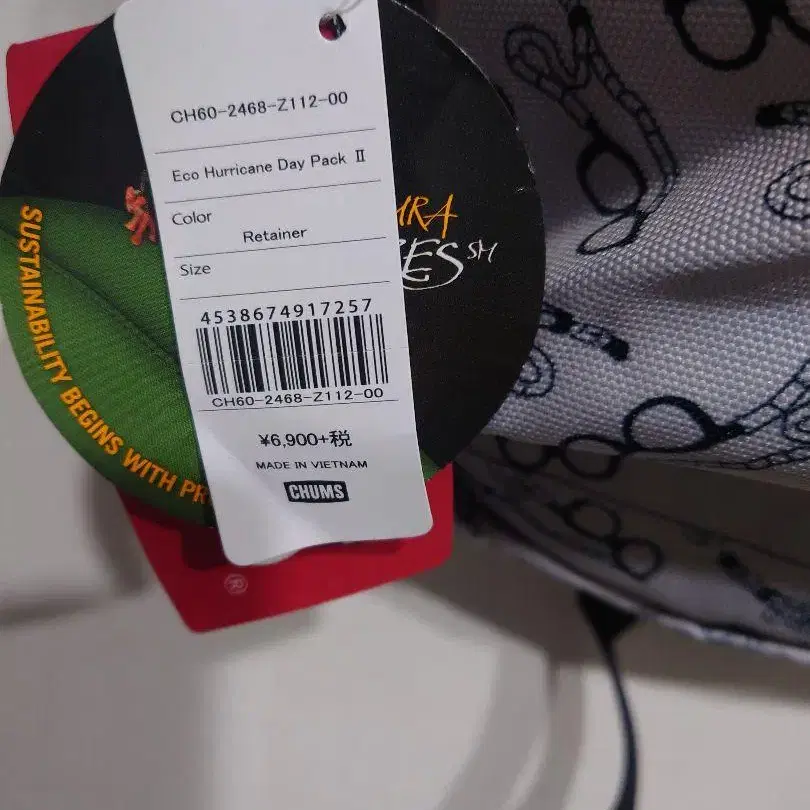 CH60-2468-Z112-00
Eco Hurricane Day Pack Ⅱ
Color
Retainer
Size
4538674917257
CH60-2468-Z112-00
¥6,900+税
MADE IN VIETNAM
CHUMS
SUSTAINABILITY BEGINS WITH
SM
®